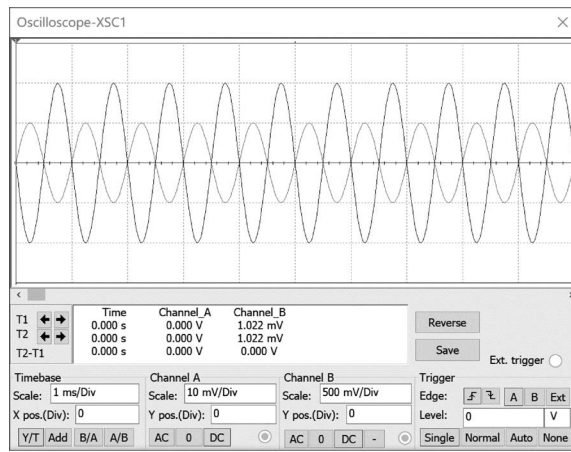 Oscilloscope-XSC1
T1
T2
T2-T1
Time Channel_A Channel_B
0.000 s 0.000 V 1.022 mV
0.000 s 0.000 V 1.022 mV
0.000 s 0.000 V 0.000 V
Reverse
Save
Ext. trigger
Timebase
Scale: 1 ms/Div
X pos.(Div): 0
Y/T Add B/A A/B
Channel A
Scale: 10 mV/Div
Y pos.(Div): 0
AC 0 DC
Channel B
Scale: 500 mV/Div
Y pos.(Div): 0
AC 0 DC -
Trigger
Edge: A B Ext
Level: 0 V
Single Normal Auto None